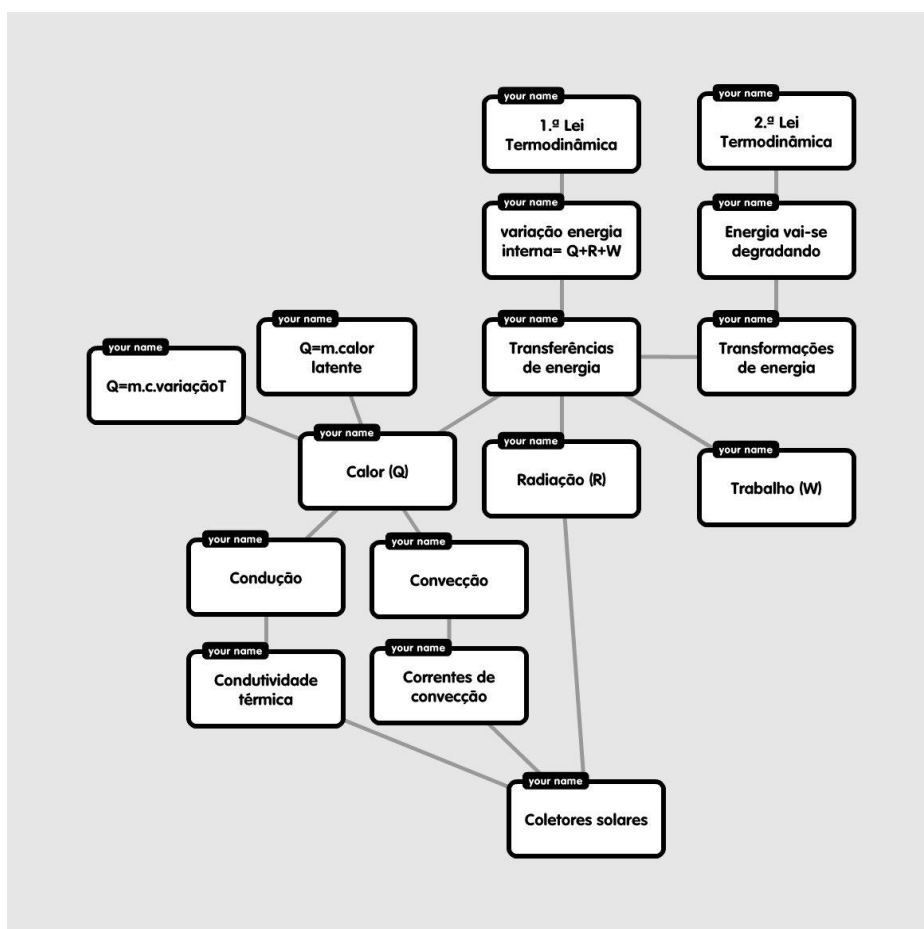 your name
1.ª Lei
Termodinâmica
your name
2.ª Lei
Termodinâmica
your name
variação energia
interna= Q+R+W
your name
Energia vai-se
degradando
your name
Q=m.c.variaçãoT
your name
Q=m.calor
latente
your name
Transferências
de energia
your name
Transformações
de energia
your name
Calor (Q)
your name
Radiação (R)
your name
Trabalho (W)
your name
Condução
your name
Convecção
your name
Condutividade
térmica
your name
Correntes de
convecção
your name
Coletores solares